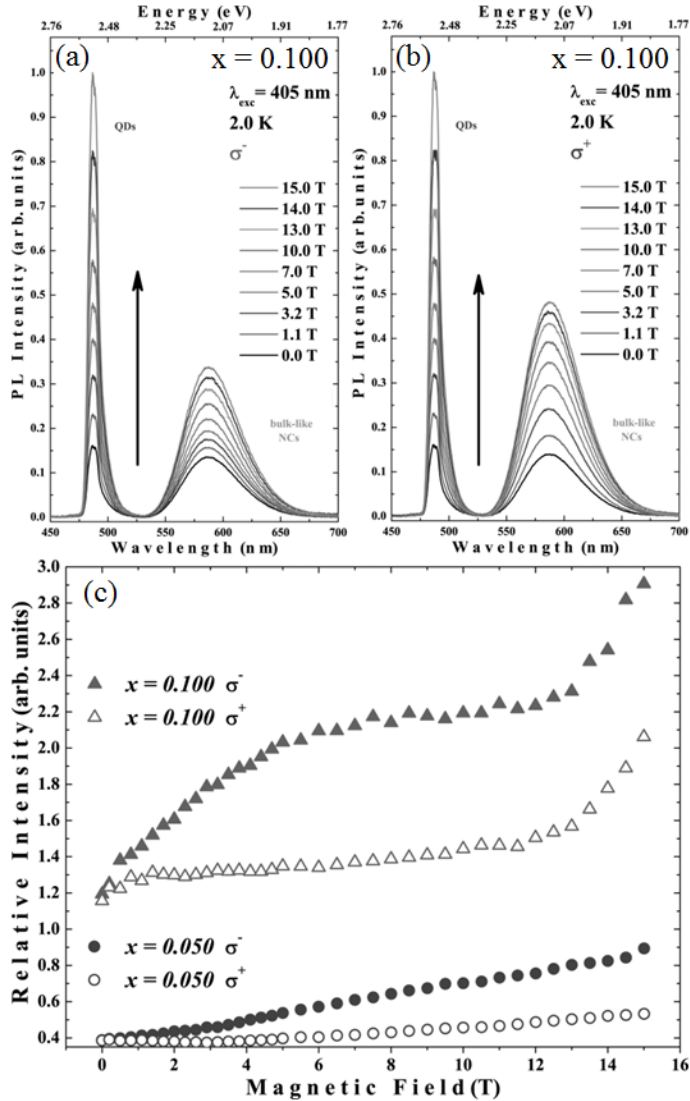 Energy (eV)
2.76 2.48 2.25 2.07 1.91 1.77
(a) x = 0.100
λexc = 405 nm
2.0 K
QDs
σ-
15.0 T
14.0 T
13.0 T
10.0 T
7.0 T
5.0 T
3.2 T
1.1 T
0.0 T
bulk-like
NCs
PL Intensity (arb.units)
1.0
0.9
0.8
0.7
0.6
0.5
0.4
0.3
0.2
0.1
0.0
450 500 550 600 650 700
Wavelength (nm)
Energy (eV)
2.76 2.48 2.25 2.07 1.91 1.77
(b) x = 0.100
λexc = 405 nm
2.0 K
QDs
σ+
15.0 T
14.0 T
13.0 T
10.0 T
7.0 T
5.0 T
3.2 T
1.1 T
0.0 T
bulk-like
NCs
PL Intensity (arb.units)
1.0
0.9
0.8
0.7
0.6
0.5
0.4
0.3
0.2
0.1
0.0
450 500 550 600 650 700
Wavelength (nm)
(c)
x = 0.100 σ-
x = 0.100 σ+
x = 0.050 σ-
x = 0.050 σ+
Relative Intensity (arb. units)
3.0
2.8
2.6
2.4
2.2
2.0
1.8
1.6
1.4
1.2
1.0
0.8
0.6
0.4
0 2 4 6 8 10 12 14 16
Magnetic Field (T)